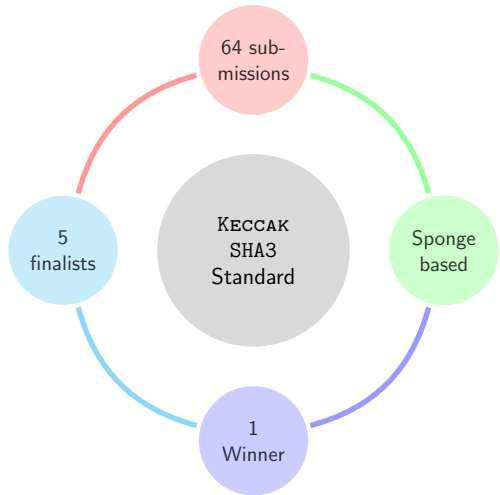 64 sub-
missions
5
finalists
KECCAK
SHA3
Standard
Sponge
based
1
Winner